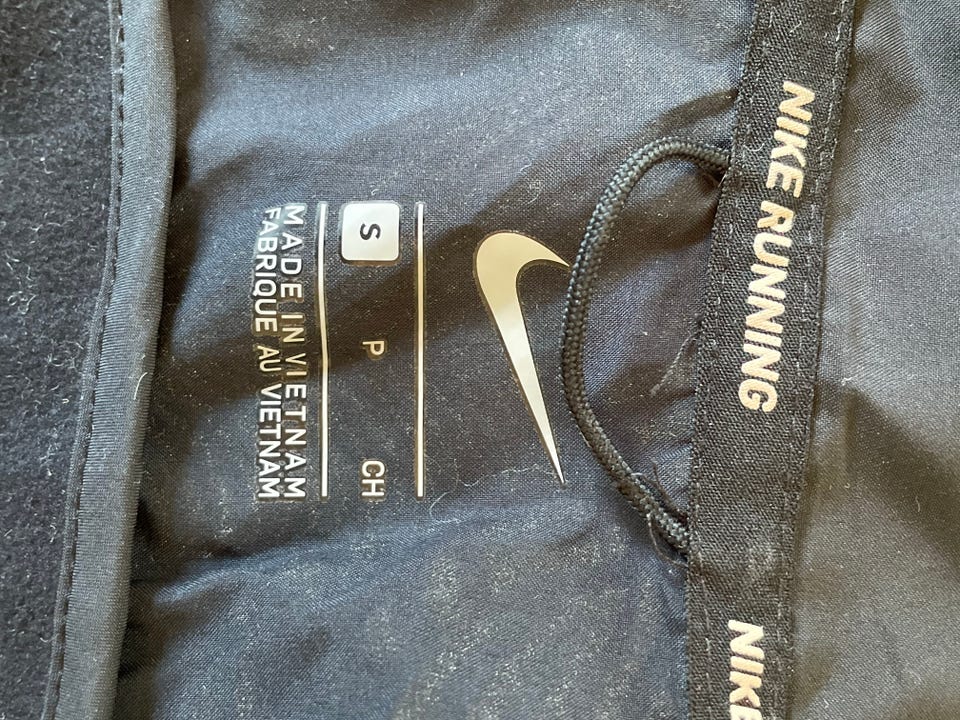 NIKE RUNNING
NIKE
S P CH
MADE IN VIETNAM
FABRIQUE AU VIETNAM